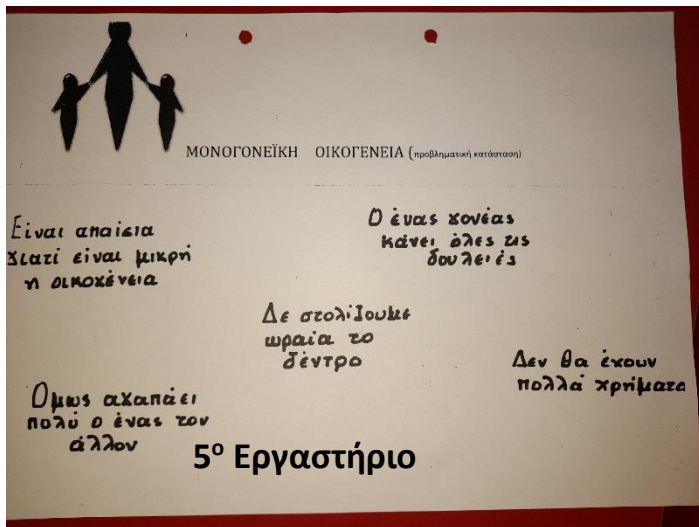 ΜΟΝΟΓΟΝΕΪΚΗ ΟΙΚΟΓΕΝΕΙΑ (προβληματική κατάσταση)
Είναι απαίσια
γιατί είναι μικρή
η οικογένεια
Ο ένας γονέας
κάνει όλες τις
δουλειές
Δε στολίζουμε
ωραία το
δέντρο
Δεν θα έχουν
πολλά χρήματα
Όμως αγαπάει
πολύ ο ένας τον
άλλον
5ο Εργαστήριο